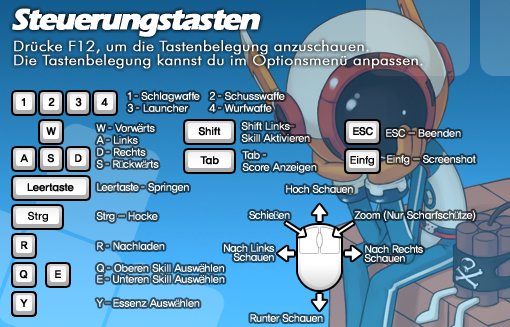 Steuerungstasten
Drücke F12, um die Tastenbelegung anzuschauen.
Die Tastenbelegung kannst du im Optionsmenü anpassen.
1 2 3 4
1 - Schlagwaffe 2 - Schusswaffe
3 - Launcher 4 - Wurfwaffe
W
A S D
W - Vorwärts
A - Links
D - Rechts
S - Rückwärts
Shift
Shift Links -
Skill Aktivieren
ESC
ESC - Beenden
Tab
Tab -
Score Anzeigen
Einfg
Einfg - Screenshot
Leertaste
Leertaste - Springen
Hoch Schauen
Strg
Strg - Hocke
Schießen
Zoom (Nur Scharfschütze)
R
R - Nachladen
Nach Links
Schauen
Nach Rechts
Schauen
Q E
Q - Oberen Skill Auswählen
E - Unteren Skill Auswählen
Y
Y - Essenz Auswählen
Runter Schauen